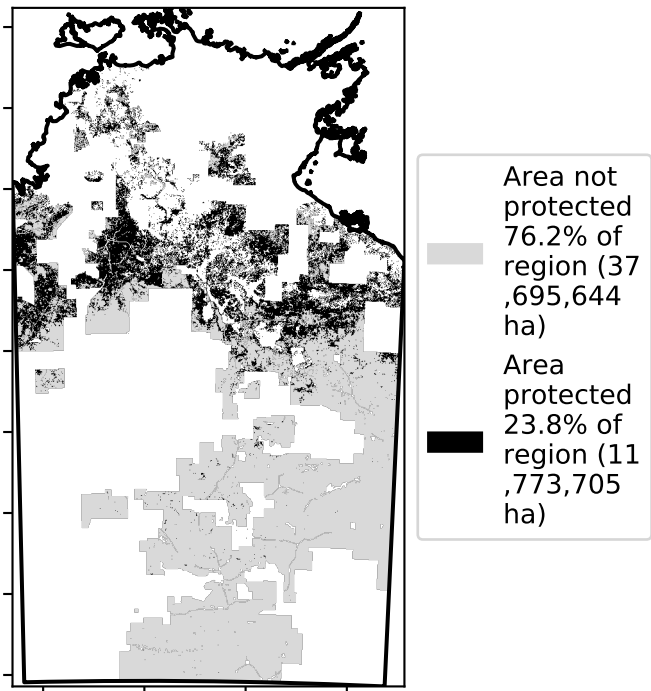 Area not
protected
76.2% of
region (37
,695,644
ha)
Area
protected
23.8% of
region (11
,773,705
ha)